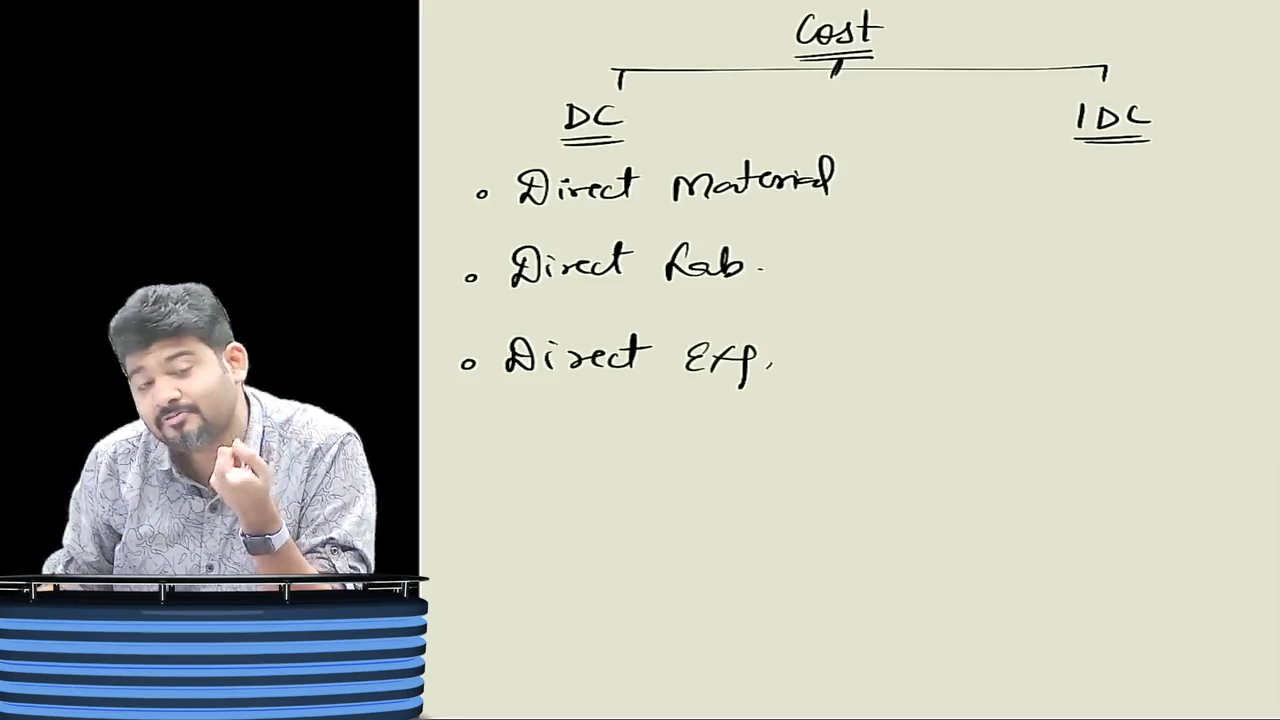 Cost
DC IDC
• Direct Material
• Direct Lab.
• Direct Exp.